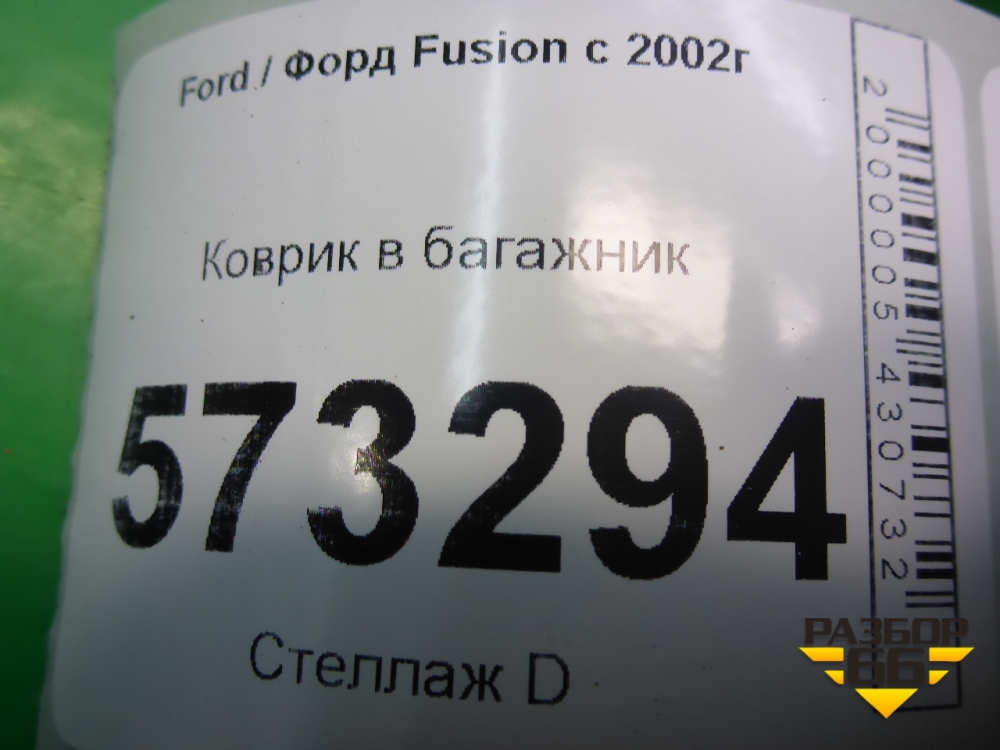 Ford / Форд Fusion с 2002г
Коврик в багажник
573294
Стеллаж D
2000005430732
РАЗБОР
66